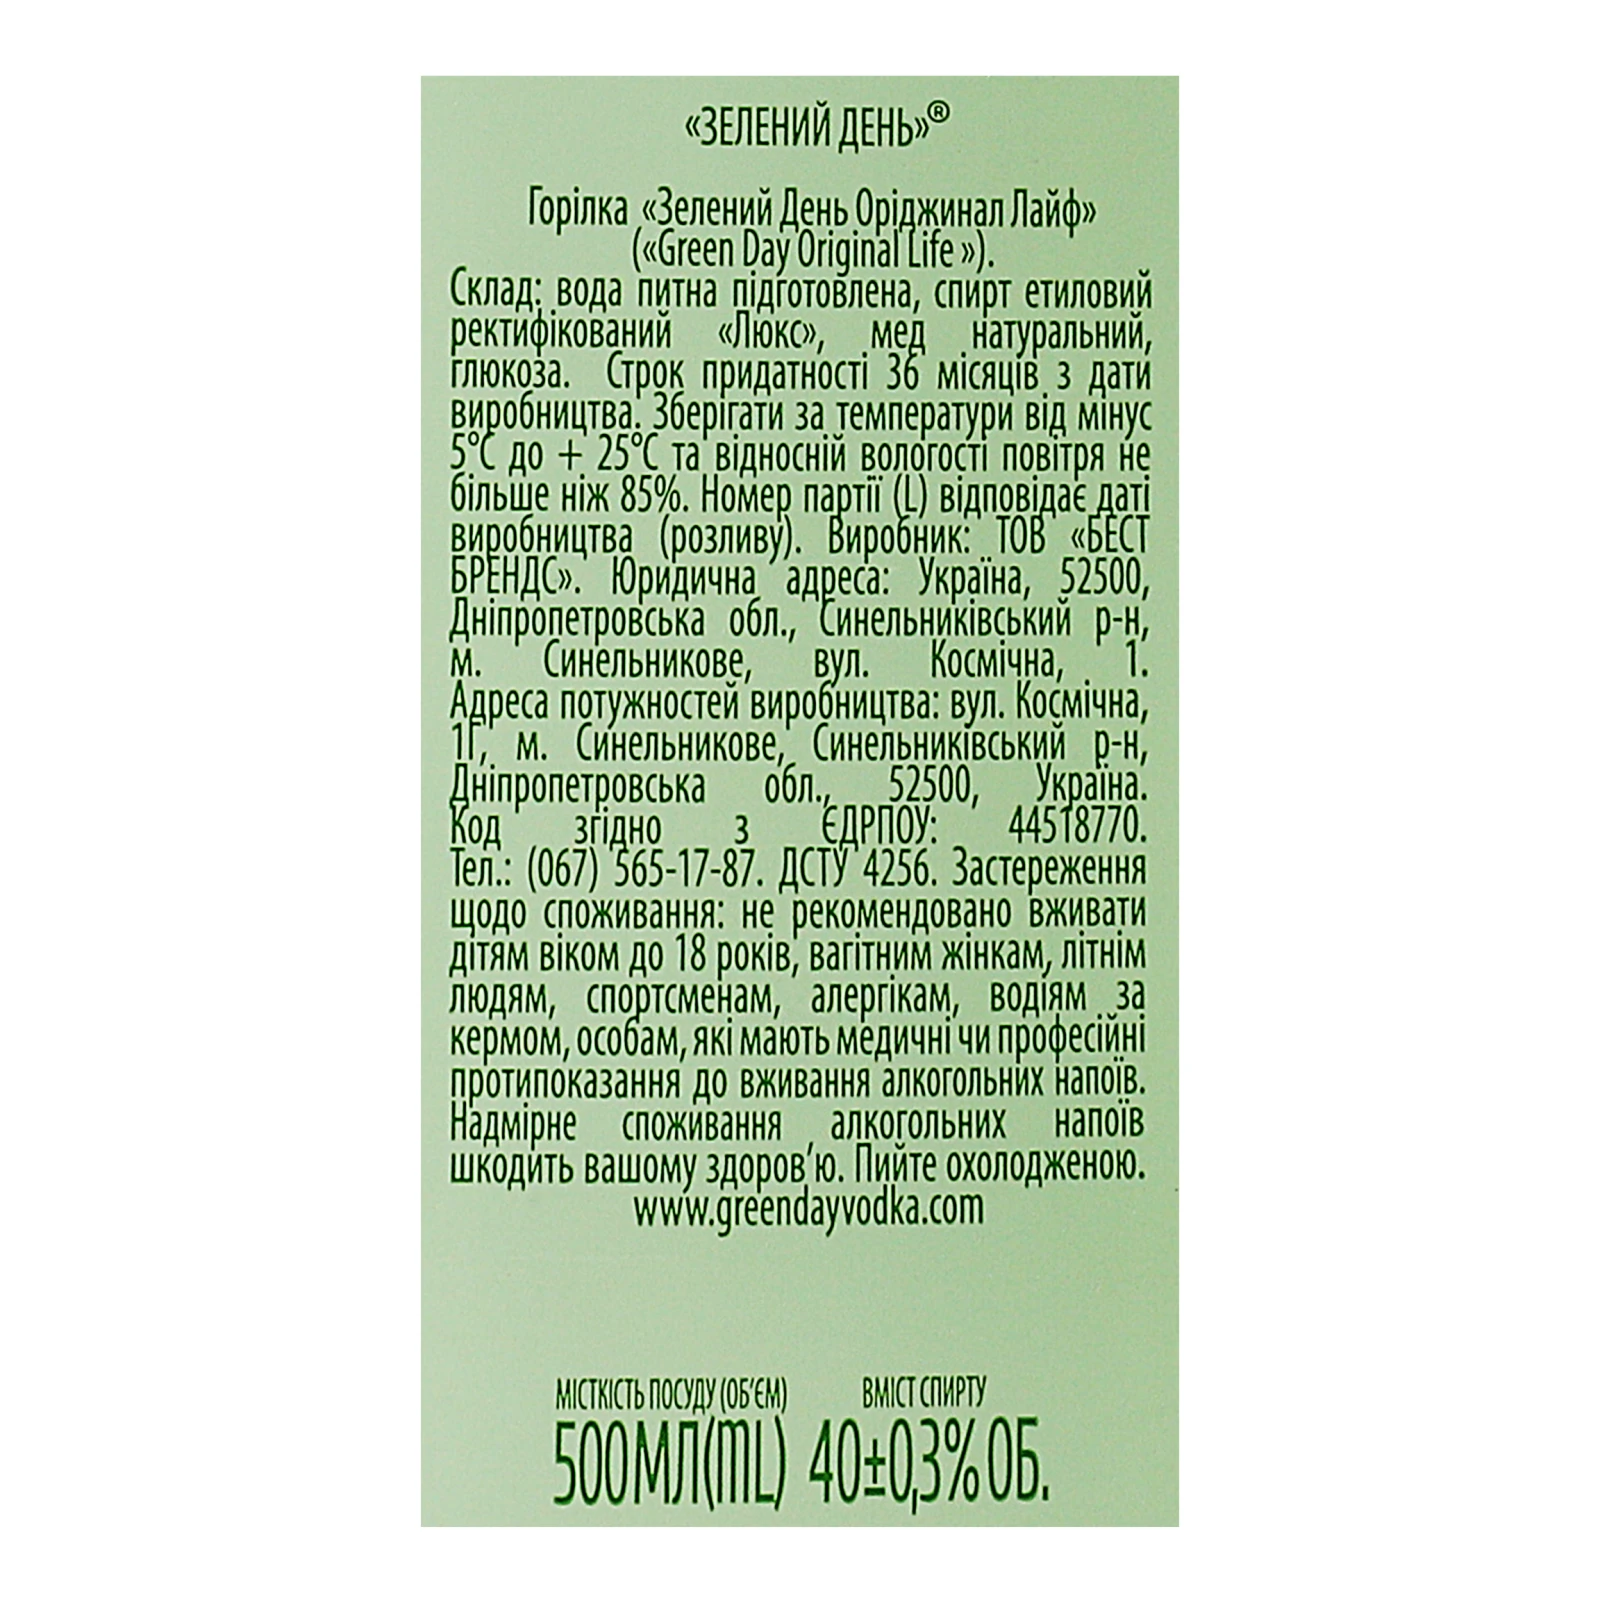 «ЗЕЛЕНИЙ ДЕНЬ»®
Горілка «Зелений День Оріджинал Лайф»
(«Green Day Original Life »).
Склад: вода питна підготовлена, спирт етиловий
ректифікований «Люкс», мед натуральний,
глюкоза. Строк придатності 36 місяців з дати
виробництва. Зберігати за температури від мінус
5°С до + 25°С та відносній вологості повітря не
більше ніж 85%. Номер партії (L) відповідає даті
виробництва (розливу). Виробник: ТОВ «БЕСТ
БРЕНДС». Юридична адреса: Україна, 52500,
Дніпропетровська обл., Синельниківський р-н,
м. Синельникове, вул. Космічна, 1.
Адреса потужностей виробництва: вул. Космічна,
1Г, м. Синельникове, Синельниківський р-н,
Дніпропетровська обл., 52500, Україна.
Код згідно з ЄДРПОУ: 44518770.
Тел.: (067) 565-17-87. ДСТУ 4256. Застереження
щодо споживання: не рекомендовано вживати
дітям віком до 18 років, вагітним жінкам, літнім
людям, спортсменам, алергікам, водіям за
кермом, особам, які мають медичні чи професійні
протипоказання до вживання алкогольних напоїв.
Надмірне споживання алкогольних напоїв
шкодить вашому здоров’ю. Пийте охолодженою.
www.greendayvodka.com
МІСТКІСТЬ ПОСУДУ (ОБ’ЄМ) ВМІСТ СПИРТУ
500МЛ(mL) 40±0,3% ОБ.